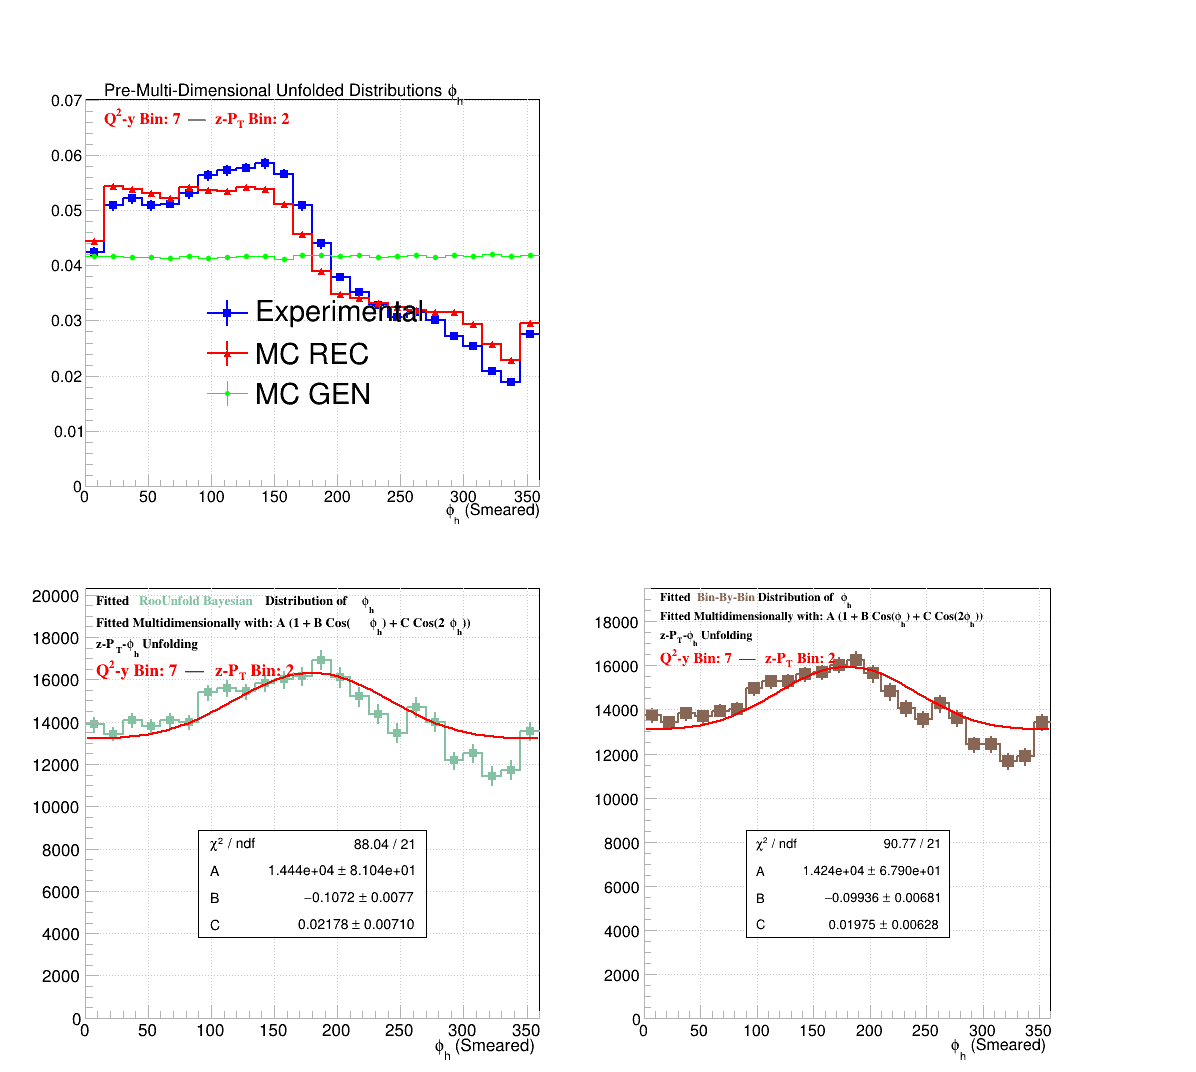 Pre-Multi-Dimensional Unfolded Distributions ϕh
0.07
Q²-y Bin: 7 — z-PT Bin: 2
0.06
0.05
0.04
0.03
0.02
0.01
0
Experimental
MC REC
MC GEN
0 50 100 150 200 250 300 350
ϕh (Smeared)
20000
18000
16000
14000
12000
10000
8000
6000
4000
2000
0
Fitted RooUnfold Bayesian Distribution of ϕh
Fitted Multidimensionally with: A (1 + B Cos( ϕh) + C Cos(2 ϕh))
z-PT-ϕh Unfolding
Q²-y Bin: 7 — z-PT Bin: 2
χ² / ndf 88.04 / 21
A 1.444e+04 ± 8.104e+01
B −0.1072 ± 0.0077
C 0.02178 ± 0.00710
0 50 100 150 200 250 300 350
ϕh (Smeared)
18000
16000
14000
12000
10000
8000
6000
4000
2000
0
Fitted Bin-By-Bin Distribution of ϕh
Fitted Multidimensionally with: A (1 + B Cos(ϕh) + C Cos(2ϕh))
z-PT-ϕh Unfolding
Q²-y Bin: 7 — z-PT Bin: 2
χ² / ndf 90.77 / 21
A 1.424e+04 ± 6.790e+01
B −0.09936 ± 0.00681
C 0.01975 ± 0.00628
0 50 100 150 200 250 300 350
ϕh (Smeared)